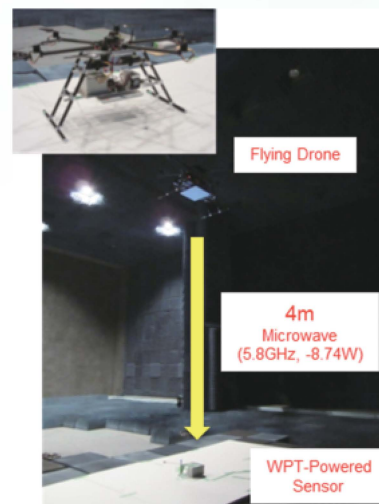 Flying Drone
4m
Microwave
(5.8GHz, -8.74W)
WPT-Powered
Sensor